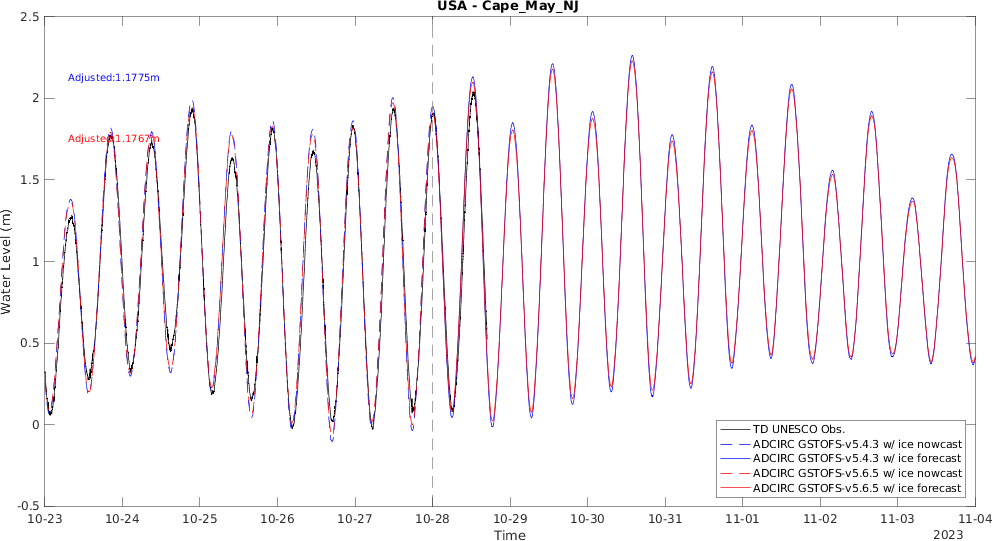 USA - Cape_May_NJ
2.5
2
1.5
1
0.5
0
-0.5
Water Level (m)
Adjusted:1.1775m
Adjusted:1.1767m
TD UNESCO Obs.
ADCIRC GSTOFS-v5.4.3 w/ ice nowcast
ADCIRC GSTOFS-v5.4.3 w/ ice forecast
ADCIRC GSTOFS-v5.6.5 w/ ice nowcast
ADCIRC GSTOFS-v5.6.5 w/ ice forecast
10-23 10-24 10-25 10-26 10-27 10-28 10-29 10-30 10-31 11-01 11-02 11-03 11-04
Time
2023